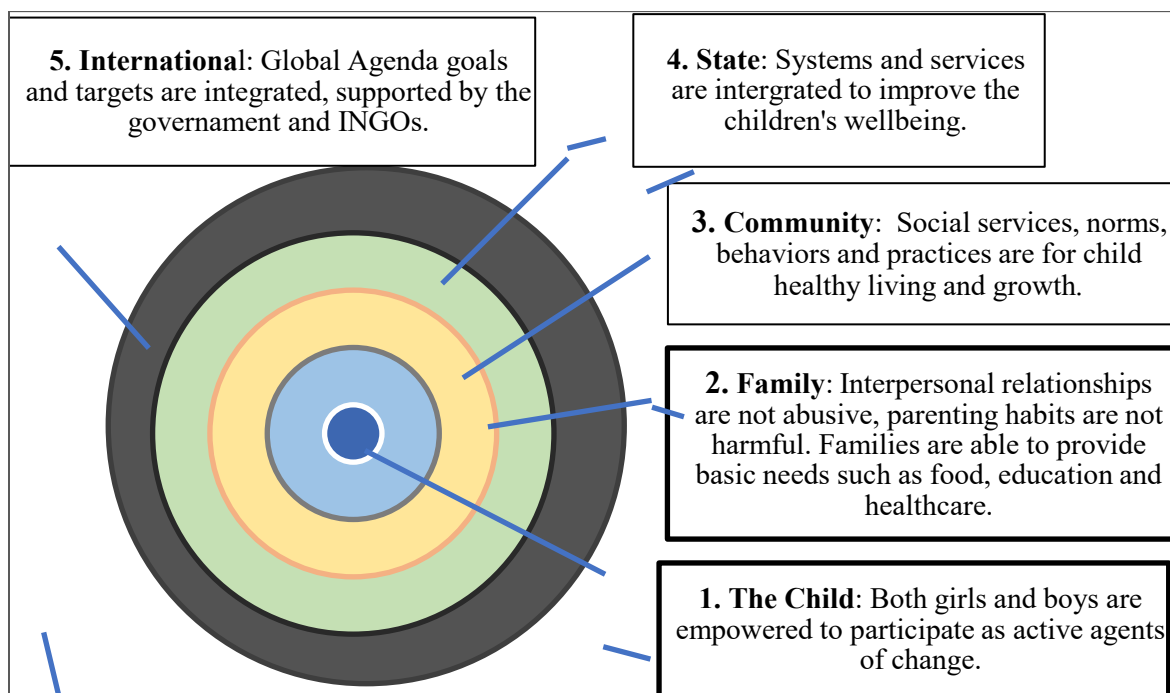 5. International: Global Agenda goals
and targets are integrated, supported by the
governament and INGOs.
4. State: Systems and services
are intergrated to improve the
children's wellbeing.
3. Community: Social services, norms,
behaviors and practices are for child
healthy living and growth.
2. Family: Interpersonal relationships
are not abusive, parenting habits are not
harmful. Families are able to provide
basic needs such as food, education and
healthcare.
1. The Child: Both girls and boys are
empowered to participate as active agents
of change.